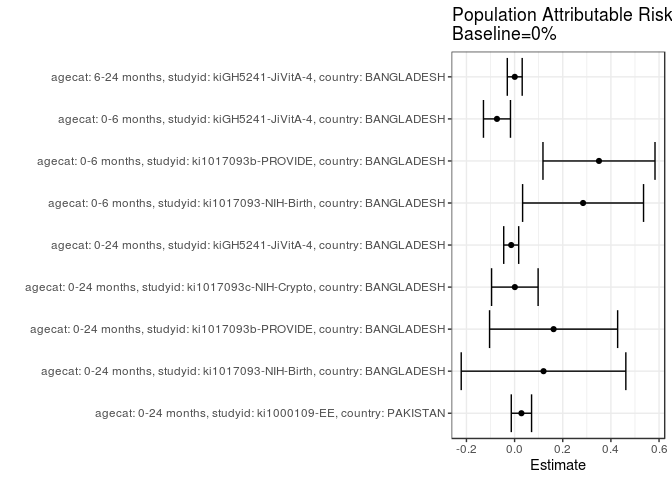 Population Attributable Risk
Baseline=0%
agecat: 6-24 months, studyid: kiGH5241-JiVitA-4, country: BANGLADESH
agecat: 0-6 months, studyid: kiGH5241-JiVitA-4, country: BANGLADESH
agecat: 0-6 months, studyid: ki1017093b-PROVIDE, country: BANGLADESH
agecat: 0-6 months, studyid: ki1017093-NIH-Birth, country: BANGLADESH
agecat: 0-24 months, studyid: kiGH5241-JiVitA-4, country: BANGLADESH
agecat: 0-24 months, studyid: ki1017093c-NIH-Crypto, country: BANGLADESH
agecat: 0-24 months, studyid: ki1017093b-PROVIDE, country: BANGLADESH
agecat: 0-24 months, studyid: ki1017093-NIH-Birth, country: BANGLADESH
agecat: 0-24 months, studyid: ki1000109-EE, country: PAKISTAN
-0.2 0.0 0.2 0.4 0.6
Estimate